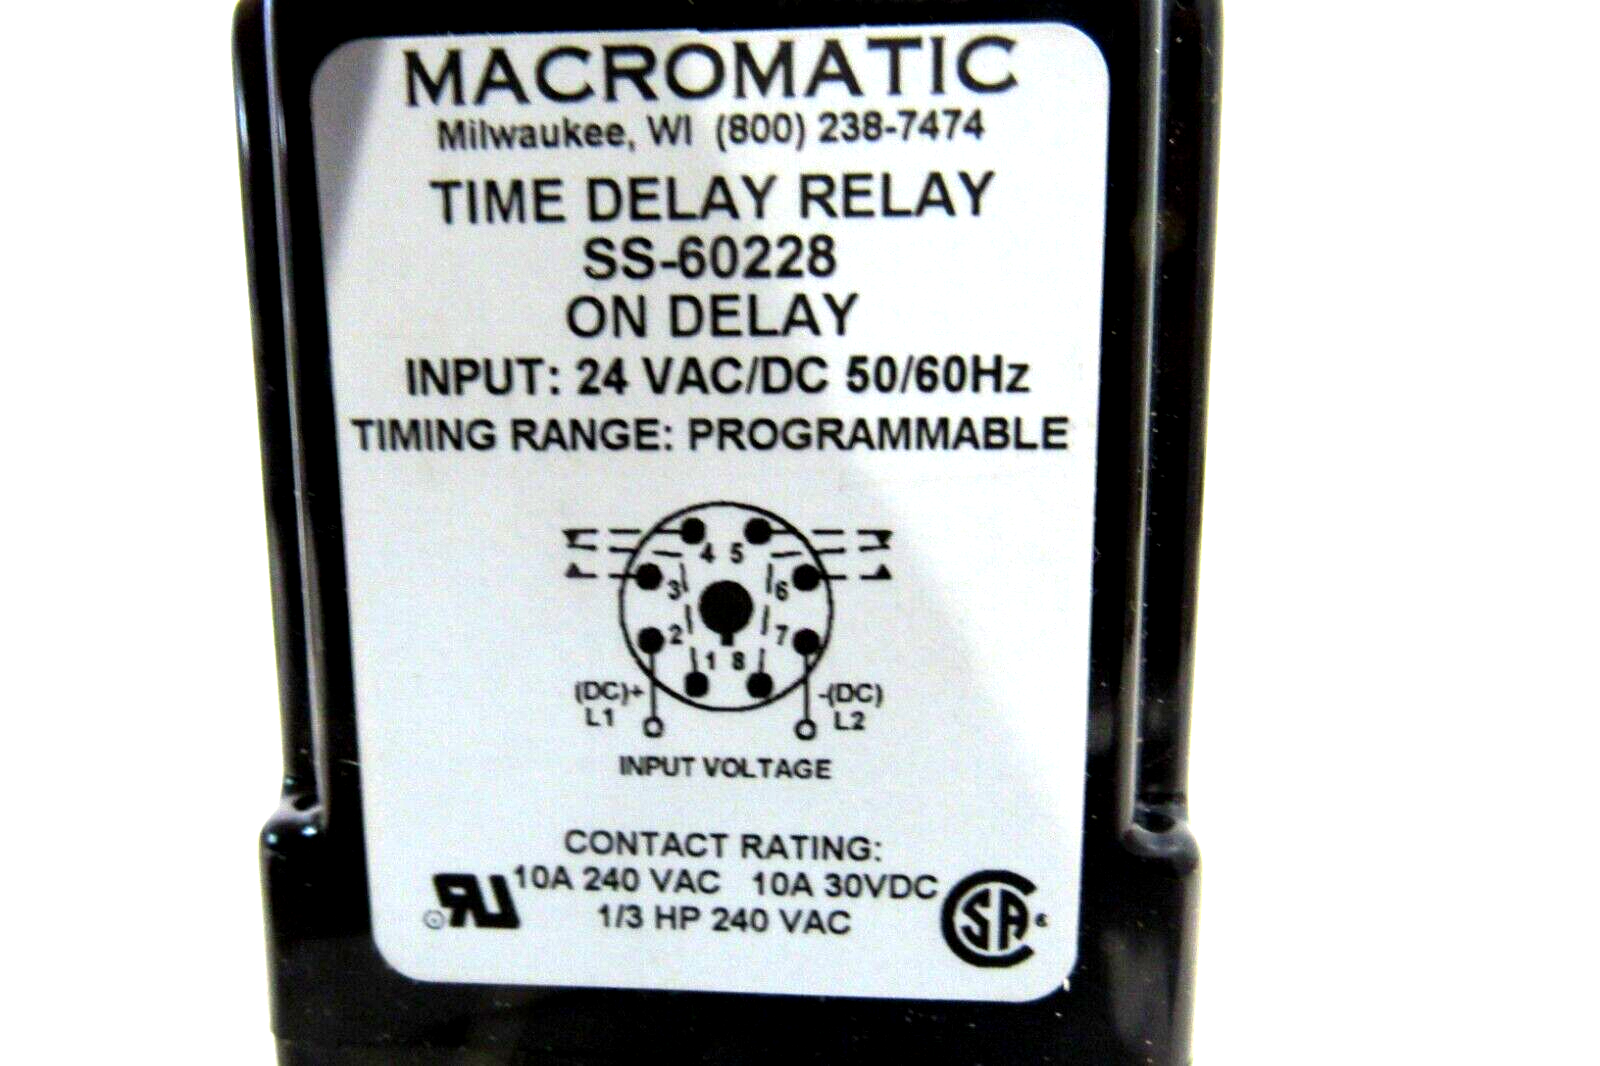 MACROMATIC
Milwaukee, WI (800) 238-7474
TIME DELAY RELAY
SS-60228
ON DELAY
INPUT: 24 VAC/DC 50/60Hz
TIMING RANGE: PROGRAMMABLE
4 5
3 6
2 7
1 8
(DC)+ -(DC)
L1 L2
INPUT VOLTAGE
CONTACT RATING:
10A 240 VAC 10A 30VDC
1/3 HP 240 VAC
RU
SA